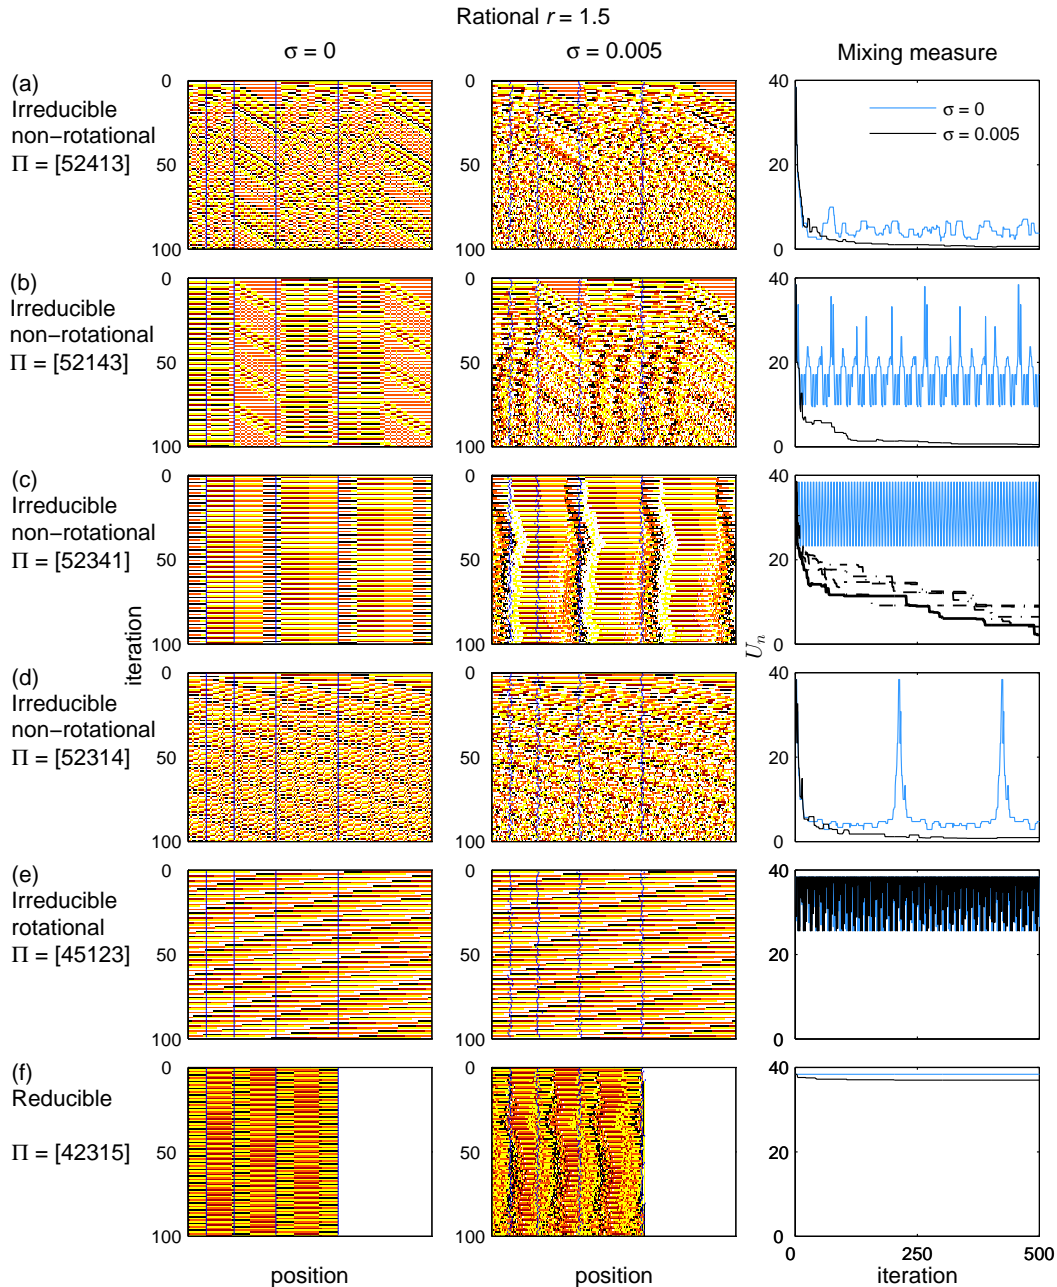 Rational r = 1.5
σ = 0
σ = 0.005
Mixing measure
(a)
Irreducible
non−rotational
Π = [52413]
0
50
100
0
50
100
40
20
0
σ = 0
σ = 0.005
(b)
Irreducible
non−rotational
Π = [52143]
0
50
100
0
50
100
40
20
0
(c)
Irreducible
non−rotational
Π = [52341]
0
50
100
0
50
100
40
20
0
iteration
U_n
(d)
Irreducible
non−rotational
Π = [52314]
0
50
100
0
50
100
40
20
0
(e)
Irreducible
rotational
Π = [45123]
0
50
100
0
50
100
40
20
0
(f)
Reducible
Π = [42315]
0
50
100
0
50
100
40
20
0
0
250
500
position
position
iteration